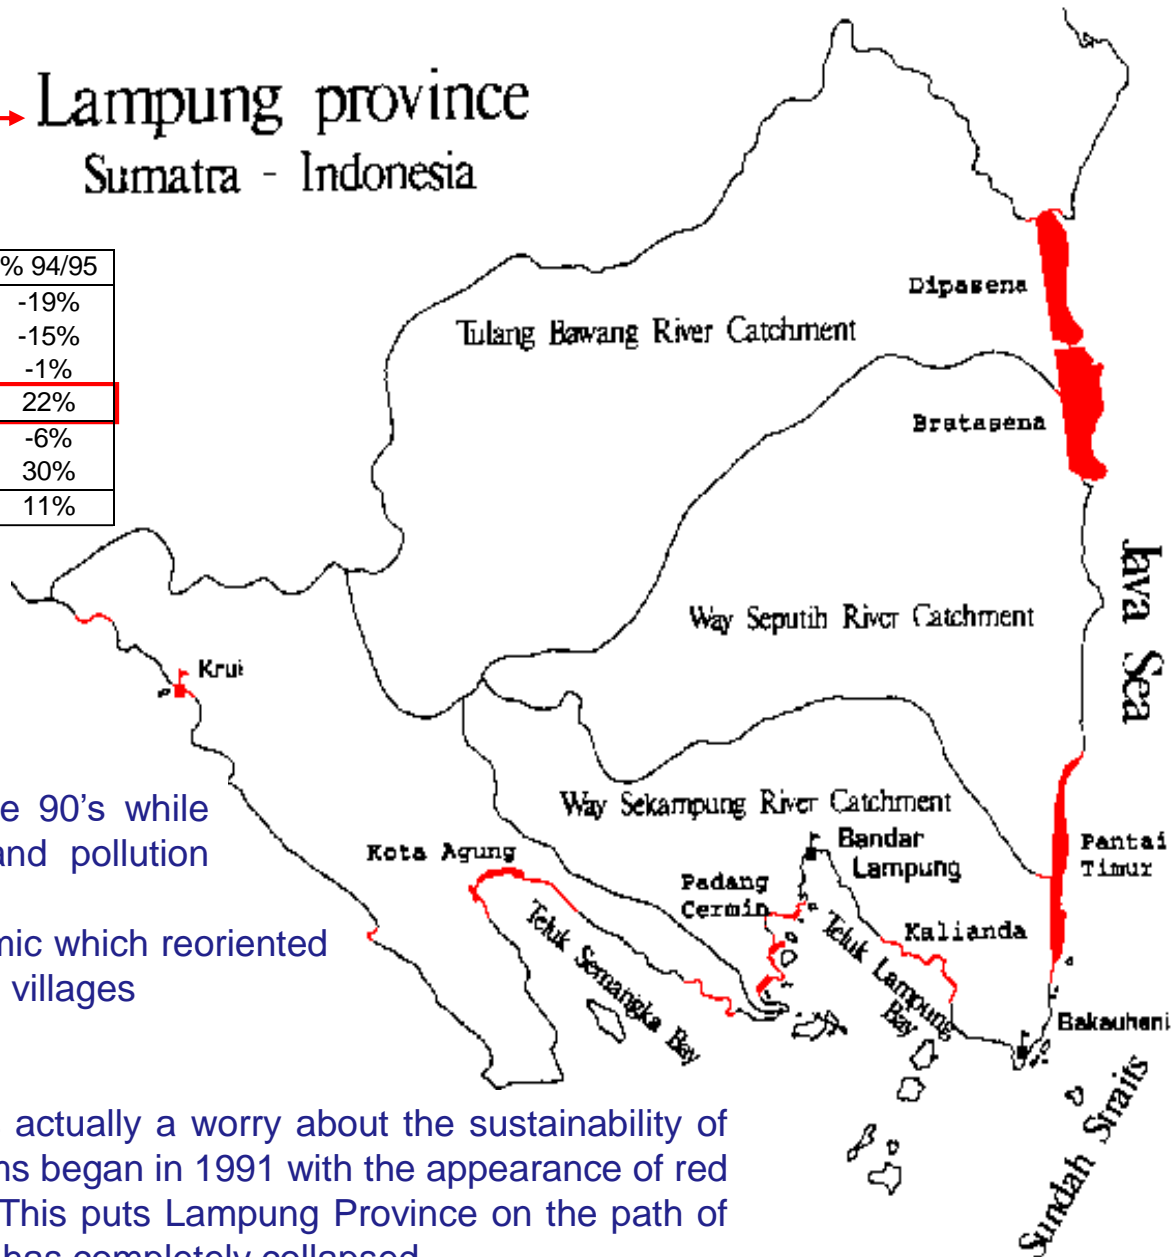 Lampung province
Sumatra - Indonesia
% 94/95
-19%
-15%
-1%
22%
-6%
30%
11%
Dipasena
Tulang Bawang River Catchment
Bratasena
Java Sea
Way Seputih River Catchment
Krui
Way Sekampung River Catchment
Kota Agung
Bandar
Lampung
Pantai
Timur
Padang
Cermin
Kalianda
Teluk Semangka Bay
Teluk Lampung
Bay
Bakauheni
Sundah Straits
e 90's while
and pollution
mic which reoriented
villages
actually a worry about the sustainability of
ns began in 1991 with the appearance of red
This puts Lampung Province on the path of
has completely collapsed